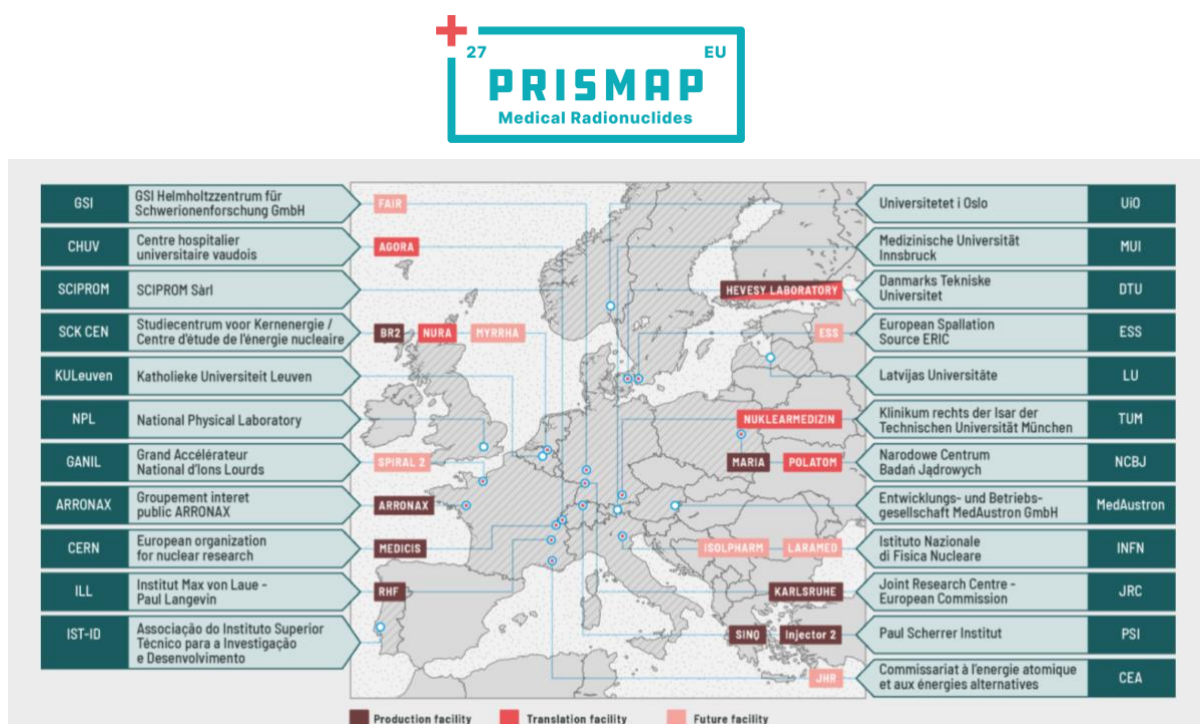 27 EU
PRISMAP
Medical Radionuclides
GSI
GSI Helmholtzzentrum für
Schwerionenforschung GmbH
FAIR
CHUV
Centre hospitalier
universitaire vaudois
AGORA
SCIPROM
SCIPROM Sàrl
SCK CEN
Studiecentrum voor Kernenergie /
Centre d'étude de l'énergie nucleaire
BR2 NURA MYRRHA
KULeuven
Katholieke Universiteit Leuven
NPL
National Physical Laboratory
GANIL
Grand Accélérateur
National d'Ions Lourds
SPIRAL 2
ARRONAX
Groupement interet
public ARRONAX
ARRONAX
CERN
European organization
for nuclear research
MEDICIS
ILL
Institut Max von Laue -
Paul Langevin
RHF
IST-ID
Associação do Instituto Superior
Técnico para a Investigação
e Desenvolvimento
Universitetet i Oslo
UiO
Medizinische Universität
Innsbruck
MUI
HEVESY LABORATORY
Danmarks Tekniske
Universitet
DTU
ESS
European Spallation
Source ERIC
ESS
Latvijas Universitāte
LU
NUKLEARMEDIZIN
Klinikum rechts der Isar der
Technischen Universität München
TUM
MARIA POLATOM
Narodowe Centrum
Badań Jądrowych
NCBJ
Entwicklungs- und Betriebs-
gesellschaft MedAustron GmbH
MedAustron
ISOLPHARM LARAMED
Istituto Nazionale
di Fisica Nucleare
INFN
KARLSRUHE
Joint Research Centre -
European Commission
JRC
SINQ Injector 2
Paul Scherrer Institut
PSI
JHR
Commissariat à l'energie atomique
et aux énergies alternatives
CEA
Production facility Translation facility Future facility